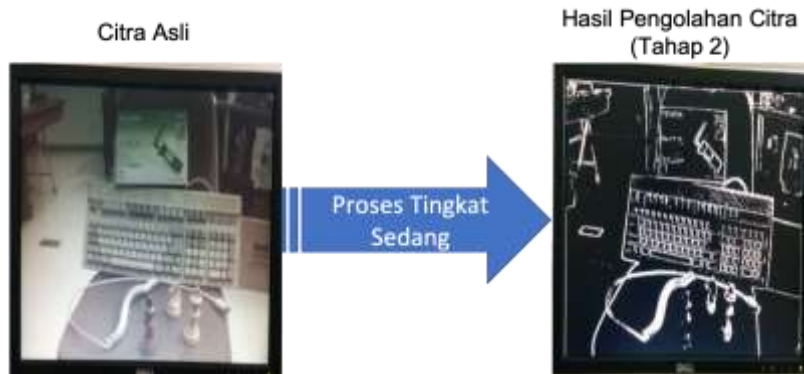 Citra Asli
Hasil Pengolahan Citra
(Tahap 2)
Proses Tingkat
Sedang